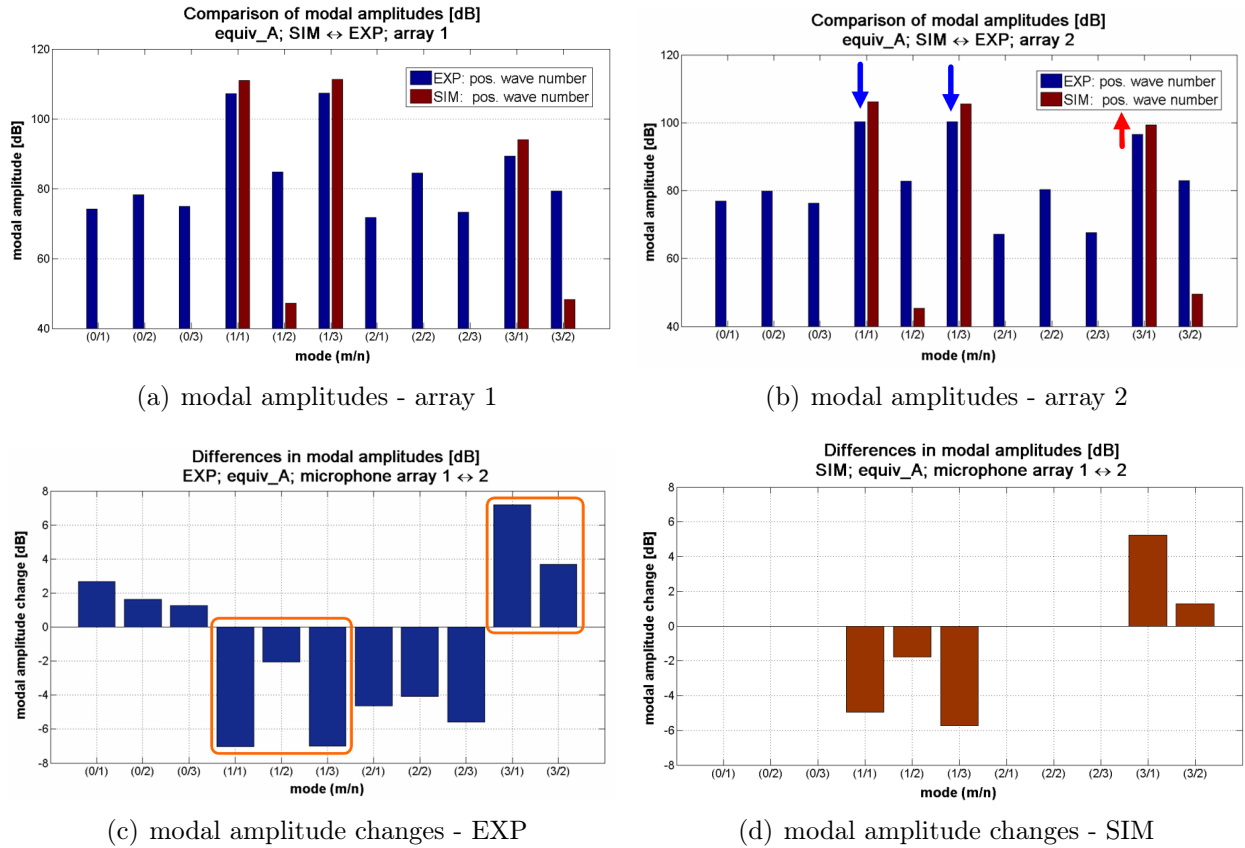 Comparison of modal amplitudes [dB]
equiv_A; SIM ↔ EXP; array 1
120
100
80
60
40
modal amplitude [dB]
EXP: pos. wave number
SIM: pos. wave number
(0/1) (0/2) (0/3) (1/1) (1/2) (1/3) (2/1) (2/2) (2/3) (3/1) (3/2)
mode (m/n)
(a) modal amplitudes - array 1
Comparison of modal amplitudes [dB]
equiv_A; SIM ↔ EXP; array 2
120
100
80
60
40
modal amplitude [dB]
EXP: pos. wave number
SIM: pos. wave number
(0/1) (0/2) (0/3) (1/1) (1/2) (1/3) (2/1) (2/2) (2/3) (3/1) (3/2)
mode (m/n)
(b) modal amplitudes - array 2
Differences in modal amplitudes [dB]
EXP; equiv_A; microphone array 1 ↔ 2
8
6
4
2
0
-2
-4
-6
-8
modal amplitude change [dB]
(0/1) (0/2) (0/3) (1/1) (1/2) (1/3) (2/1) (2/2) (2/3) (3/1) (3/2)
mode (m/n)
(c) modal amplitude changes - EXP
Differences in modal amplitudes [dB]
SIM; equiv_A; microphone array 1 ↔ 2
8
6
4
2
0
-2
-4
-6
-8
modal amplitude change [dB]
(0/1) (0/2) (0/3) (1/1) (1/2) (1/3) (2/1) (2/2) (2/3) (3/1) (3/2)
mode (m/n)
(d) modal amplitude changes - SIM